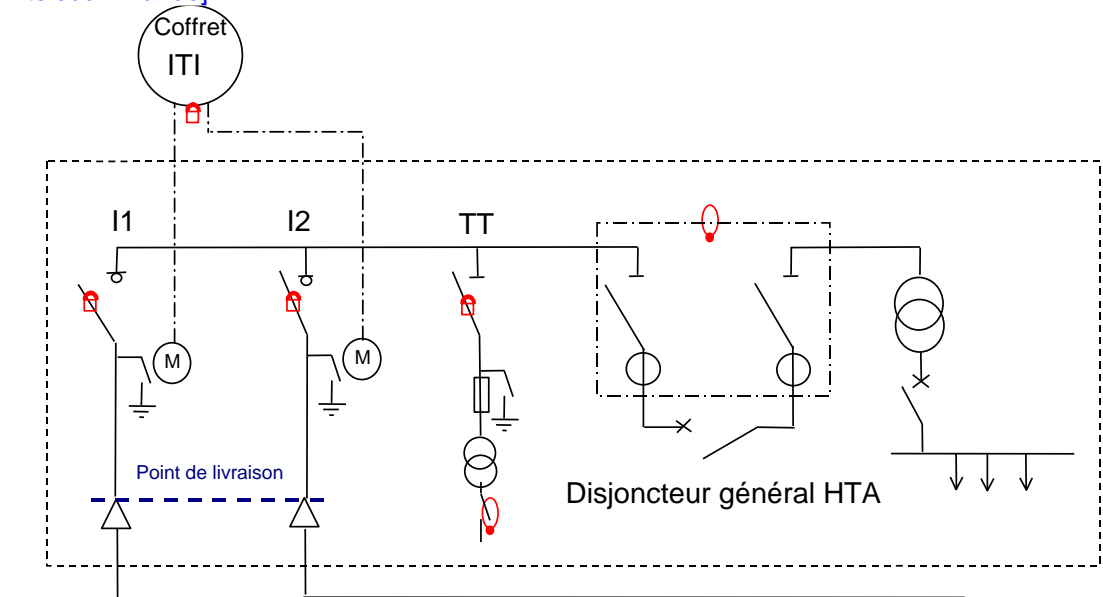 Coffret
ITI
I1
I2
TT
M
M
Point de livraison
Disjoncteur général HTA